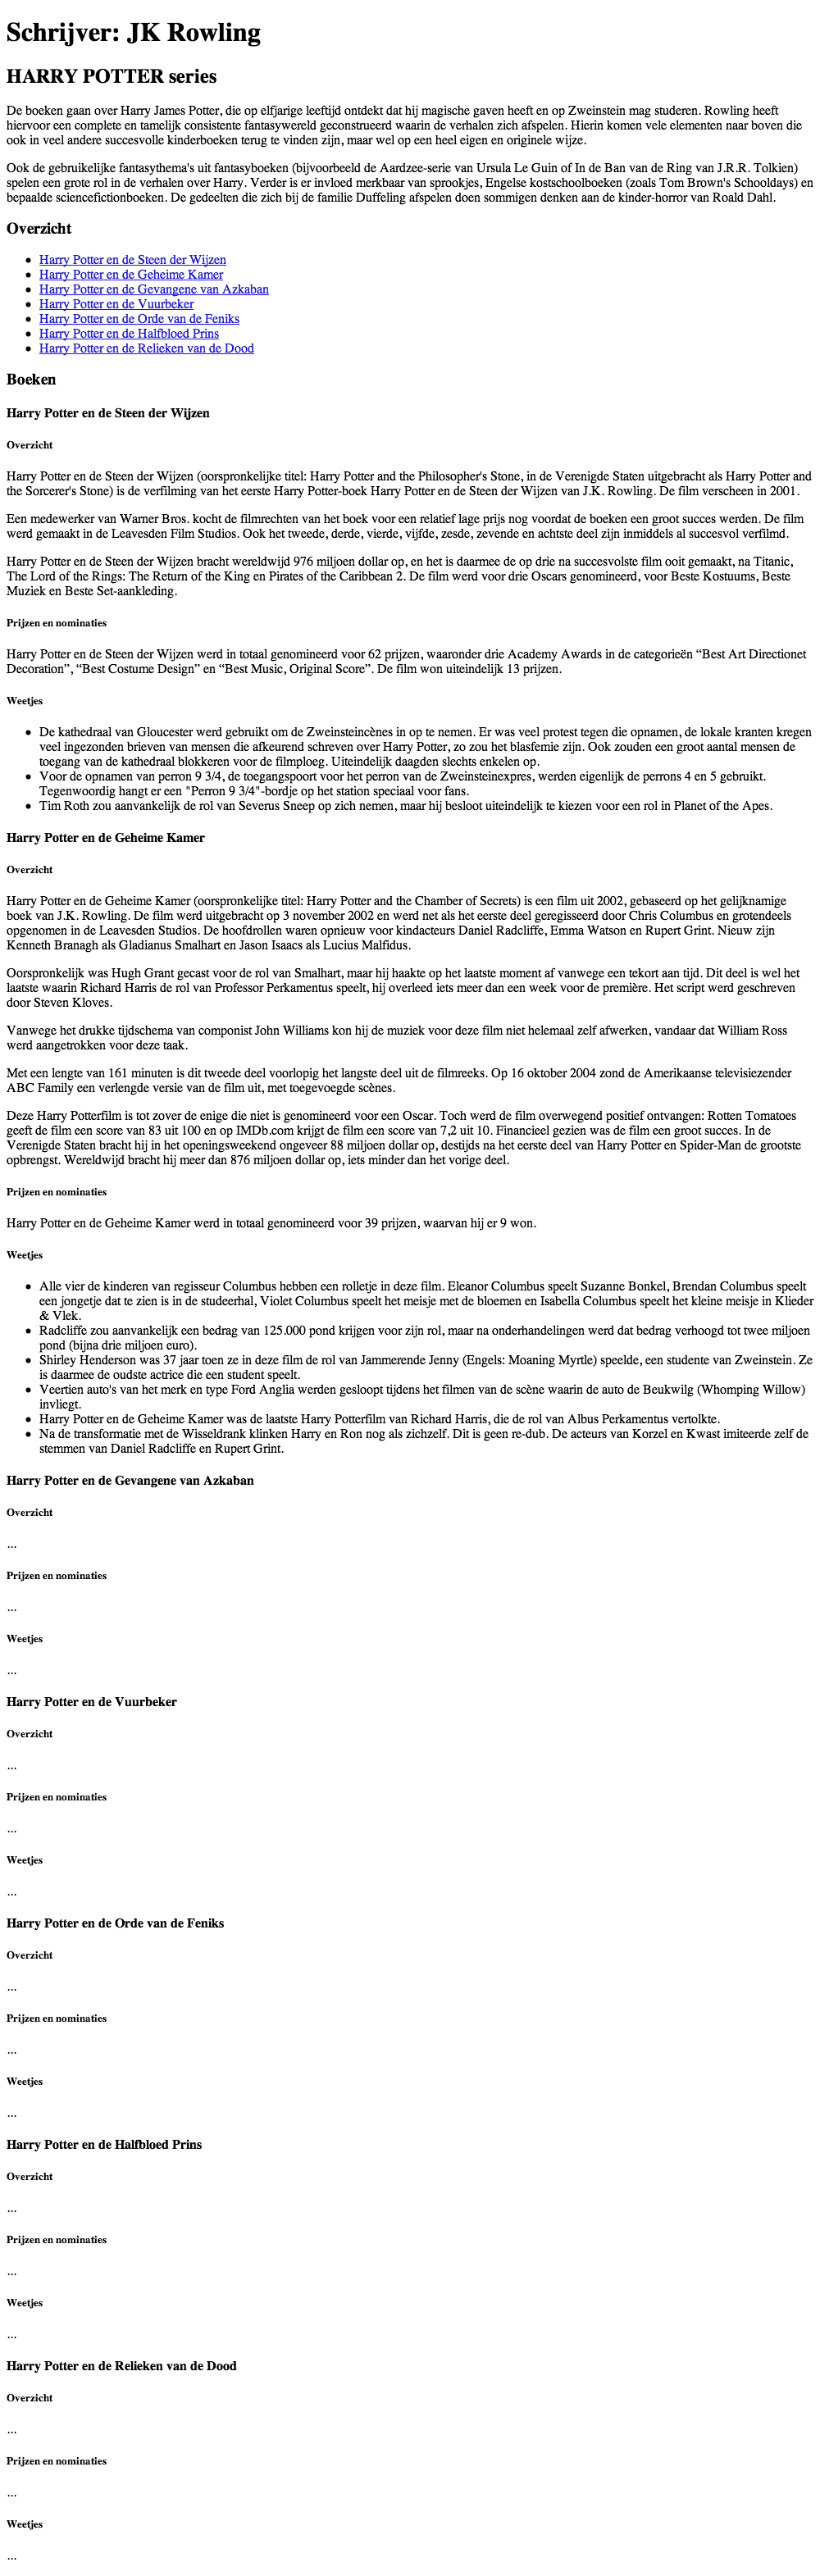 Schrijver: JK Rowling
HARRY POTTER series
De boeken gaan over Harry James Potter, die op elfjarige leeftijd ontdekt dat hij magische gaven heeft en op Zweinstein mag studeren. Rowling heeft
hiervoor een complete en tamelijk consistente fantasywereld geconstrueerd waarin de verhalen zich afspelen. Hierin komen vele elementen naar boven die
ook in veel andere succesvolle kinderboeken terug te vinden zijn, maar wel op een heel eigen en originele wijze.
Ook de gebruikelijke fantasythema's uit fantasyboeken (bijvoorbeeld de Aardzee-serie van Ursula Le Guin of In de Ban van de Ring van J.R.R. Tolkien)
spelen een grote rol in de verhalen over Harry. Verder is er invloed merkbaar van sprookjes, Engelse kostschoolboeken (zoals Tom Brown's Schooldays) en
bepaalde sciencefictionboeken. De gedeelten die zich bij de familie Duffeling afspelen doen sommigen denken aan de kinder-horror van Roald Dahl.
Overzicht
• Harry Potter en de Steen der Wijzen
• Harry Potter en de Geheime Kamer
• Harry Potter en de Gevangene van Azkaban
• Harry Potter en de Vuurbeker
• Harry Potter en de Orde van de Feniks
• Harry Potter en de Halfbloed Prins
• Harry Potter en de Relieken van de Dood
Boeken
Harry Potter en de Steen der Wijzen
Overzicht
Harry Potter en de Steen der Wijzen (oorspronkelijke titel: Harry Potter and the Philosopher's Stone, in de Verenigde Staten uitgebracht als Harry Potter and
the Sorcerer's Stone) is de verfilming van het eerste Harry Potter-boek Harry Potter en de Steen der Wijzen van J.K. Rowling. De film verscheen in 2001.
Een medewerker van Warner Bros. kocht de filmrechten van het boek voor een relatief lage prijs nog voordat de boeken een groot succes werden. De film
werd gemaakt in de Leavesden Film Studios. Ook het tweede, derde, vierde, vijfde, zesde, zevende en achtste deel zijn inmiddels al succesvol verfilmd.
Harry Potter en de Steen der Wijzen bracht wereldwijd 976 miljoen dollar op, en het is daarmee de op drie na succesvolste film ooit gemaakt, na Titanic,
The Lord of the Rings: The Return of the King en Pirates of the Caribbean 2. De film werd voor drie Oscars genomineerd, voor Beste Kostuums, Beste
Muziek en Beste Set-aankleding.
Prijzen en nominaties
Harry Potter en de Steen der Wijzen werd in totaal genomineerd voor 62 prijzen, waaronder drie Academy Awards in de categorieën “Best Art Directionet
Decoration”, “Best Costume Design” en “Best Music, Original Score”. De film won uiteindelijk 13 prijzen.
Weetjes
• De kathedraal van Gloucester werd gebruikt om de Zweinsteincènes in op te nemen. Er was veel protest tegen die opnamen, de lokale kranten kregen
veel ingezonden brieven van mensen die afkeurend schreven over Harry Potter, zo zou het blasfemie zijn. Ook zouden een groot aantal mensen de
toegang van de kathedraal blokkeren voor de filmploeg. Uiteindelijk daagden slechts enkelen op.
• Voor de opnamen van perron 9 3/4, de toegangspoort voor het perron van de Zweinsteinexpres, werden eigenlijk de perrons 4 en 5 gebruikt.
Tegenwoordig hangt er een "Perron 9 3/4"-bordje op het station speciaal voor fans.
• Tim Roth zou aanvankelijk de rol van Severus Sneep op zich nemen, maar hij besloot uiteindelijk te kiezen voor een rol in Planet of the Apes.
Harry Potter en de Geheime Kamer
Overzicht
Harry Potter en de Geheime Kamer (oorspronkelijke titel: Harry Potter and the Chamber of Secrets) is een film uit 2002, gebaseerd op het gelijknamige
boek van J.K. Rowling. De film werd uitgebracht op 3 november 2002 en werd net als het eerste deel geregisseerd door Chris Columbus en grotendeels
opgenomen in de Leavesden Studios. De hoofdrollen waren opnieuw voor kindacteurs Daniel Radcliffe, Emma Watson en Rupert Grint. Nieuw zijn
Kenneth Branagh als Gladianus Smalhart en Jason Isaacs als Lucius Malfidus.
Oorspronkelijk was Hugh Grant gecast voor de rol van Smalhart, maar hij haakte op het laatste moment af vanwege een tekort aan tijd. Dit deel is wel het
laatste waarin Richard Harris de rol van Professor Perkamentus speelt, hij overleed iets meer dan een week voor de première. Het script werd geschreven
door Steven Kloves.
Vanwege het drukke tijdschema van componist John Williams kon hij de muziek voor deze film niet helemaal zelf afwerken, vandaar dat William Ross
werd aangetrokken voor deze taak.
Met een lengte van 161 minuten is dit tweede deel voorlopig het langste deel uit de filmreeks. Op 16 oktober 2004 zond de Amerikaanse televisiezender
ABC Family een verlengde versie van de film uit, met toegevoegde scènes.
Deze Harry Potterfilm is tot zover de enige die niet is genomineerd voor een Oscar. Toch werd de film overwegend positief ontvangen: Rotten Tomatoes
geeft de film een score van 83 uit 100 en op IMDb.com krijgt de film een score van 7,2 uit 10. Financieel gezien was de film een groot succes. In de
Verenigde Staten bracht hij in het openingsweekend ongeveer 88 miljoen dollar op, destijds na het eerste deel van Harry Potter en Spider-Man de grootste
opbrengst. Wereldwijd bracht hij meer dan 876 miljoen dollar op, iets minder dan het vorige deel.
Prijzen en nominaties
Harry Potter en de Geheime Kamer werd in totaal genomineerd voor 39 prijzen, waarvan hij er 9 won.
Weetjes
• Alle vier de kinderen van regisseur Columbus hebben een rolletje in deze film. Eleanor Columbus speelt Suzanne Bonkel, Brendan Columbus speelt
een jongetje dat te zien is in de studeerhal, Violet Columbus speelt het meisje met de bloemen en Isabella Columbus speelt het kleine meisje in Klieder
& Vlek.
• Radcliffe zou aanvankelijk een bedrag van 125.000 pond krijgen voor zijn rol, maar na onderhandelingen werd dat bedrag verhoogd tot twee miljoen
pond (bijna drie miljoen euro).
• Shirley Henderson was 37 jaar toen ze in deze film de rol van Jammerende Jenny (Engels: Moaning Myrtle) speelde, een studente van Zweinstein. Ze
is daarmee de oudste actrice die een student speelt.
• Veertien auto's van het merk en type Ford Anglia werden gesloopt tijdens het filmen van de scène waarin de auto de Beukwilg (Whomping Willow)
invliegt.
• Harry Potter en de Geheime Kamer was de laatste Harry Potterfilm van Richard Harris, die de rol van Albus Perkamentus vertolkte.
• Na de transformatie met de Wisseldrank klinken Harry en Ron nog als zichzelf. Dit is geen re-dub. De acteurs van Korzel en Kwast imiteerde zelf de
stemmen van Daniel Radcliffe en Rupert Grint.
Harry Potter en de Gevangene van Azkaban
Overzicht
...
Prijzen en nominaties
...
Weetjes
...
Harry Potter en de Vuurbeker
Overzicht
...
Prijzen en nominaties
...
Weetjes
...
Harry Potter en de Orde van de Feniks
Overzicht
...
Prijzen en nominaties
...
Weetjes
...
Harry Potter en de Halfbloed Prins
Overzicht
...
Prijzen en nominaties
...
Weetjes
...
Harry Potter en de Relieken van de Dood
Overzicht
...
Prijzen en nominaties
...
Weetjes
...